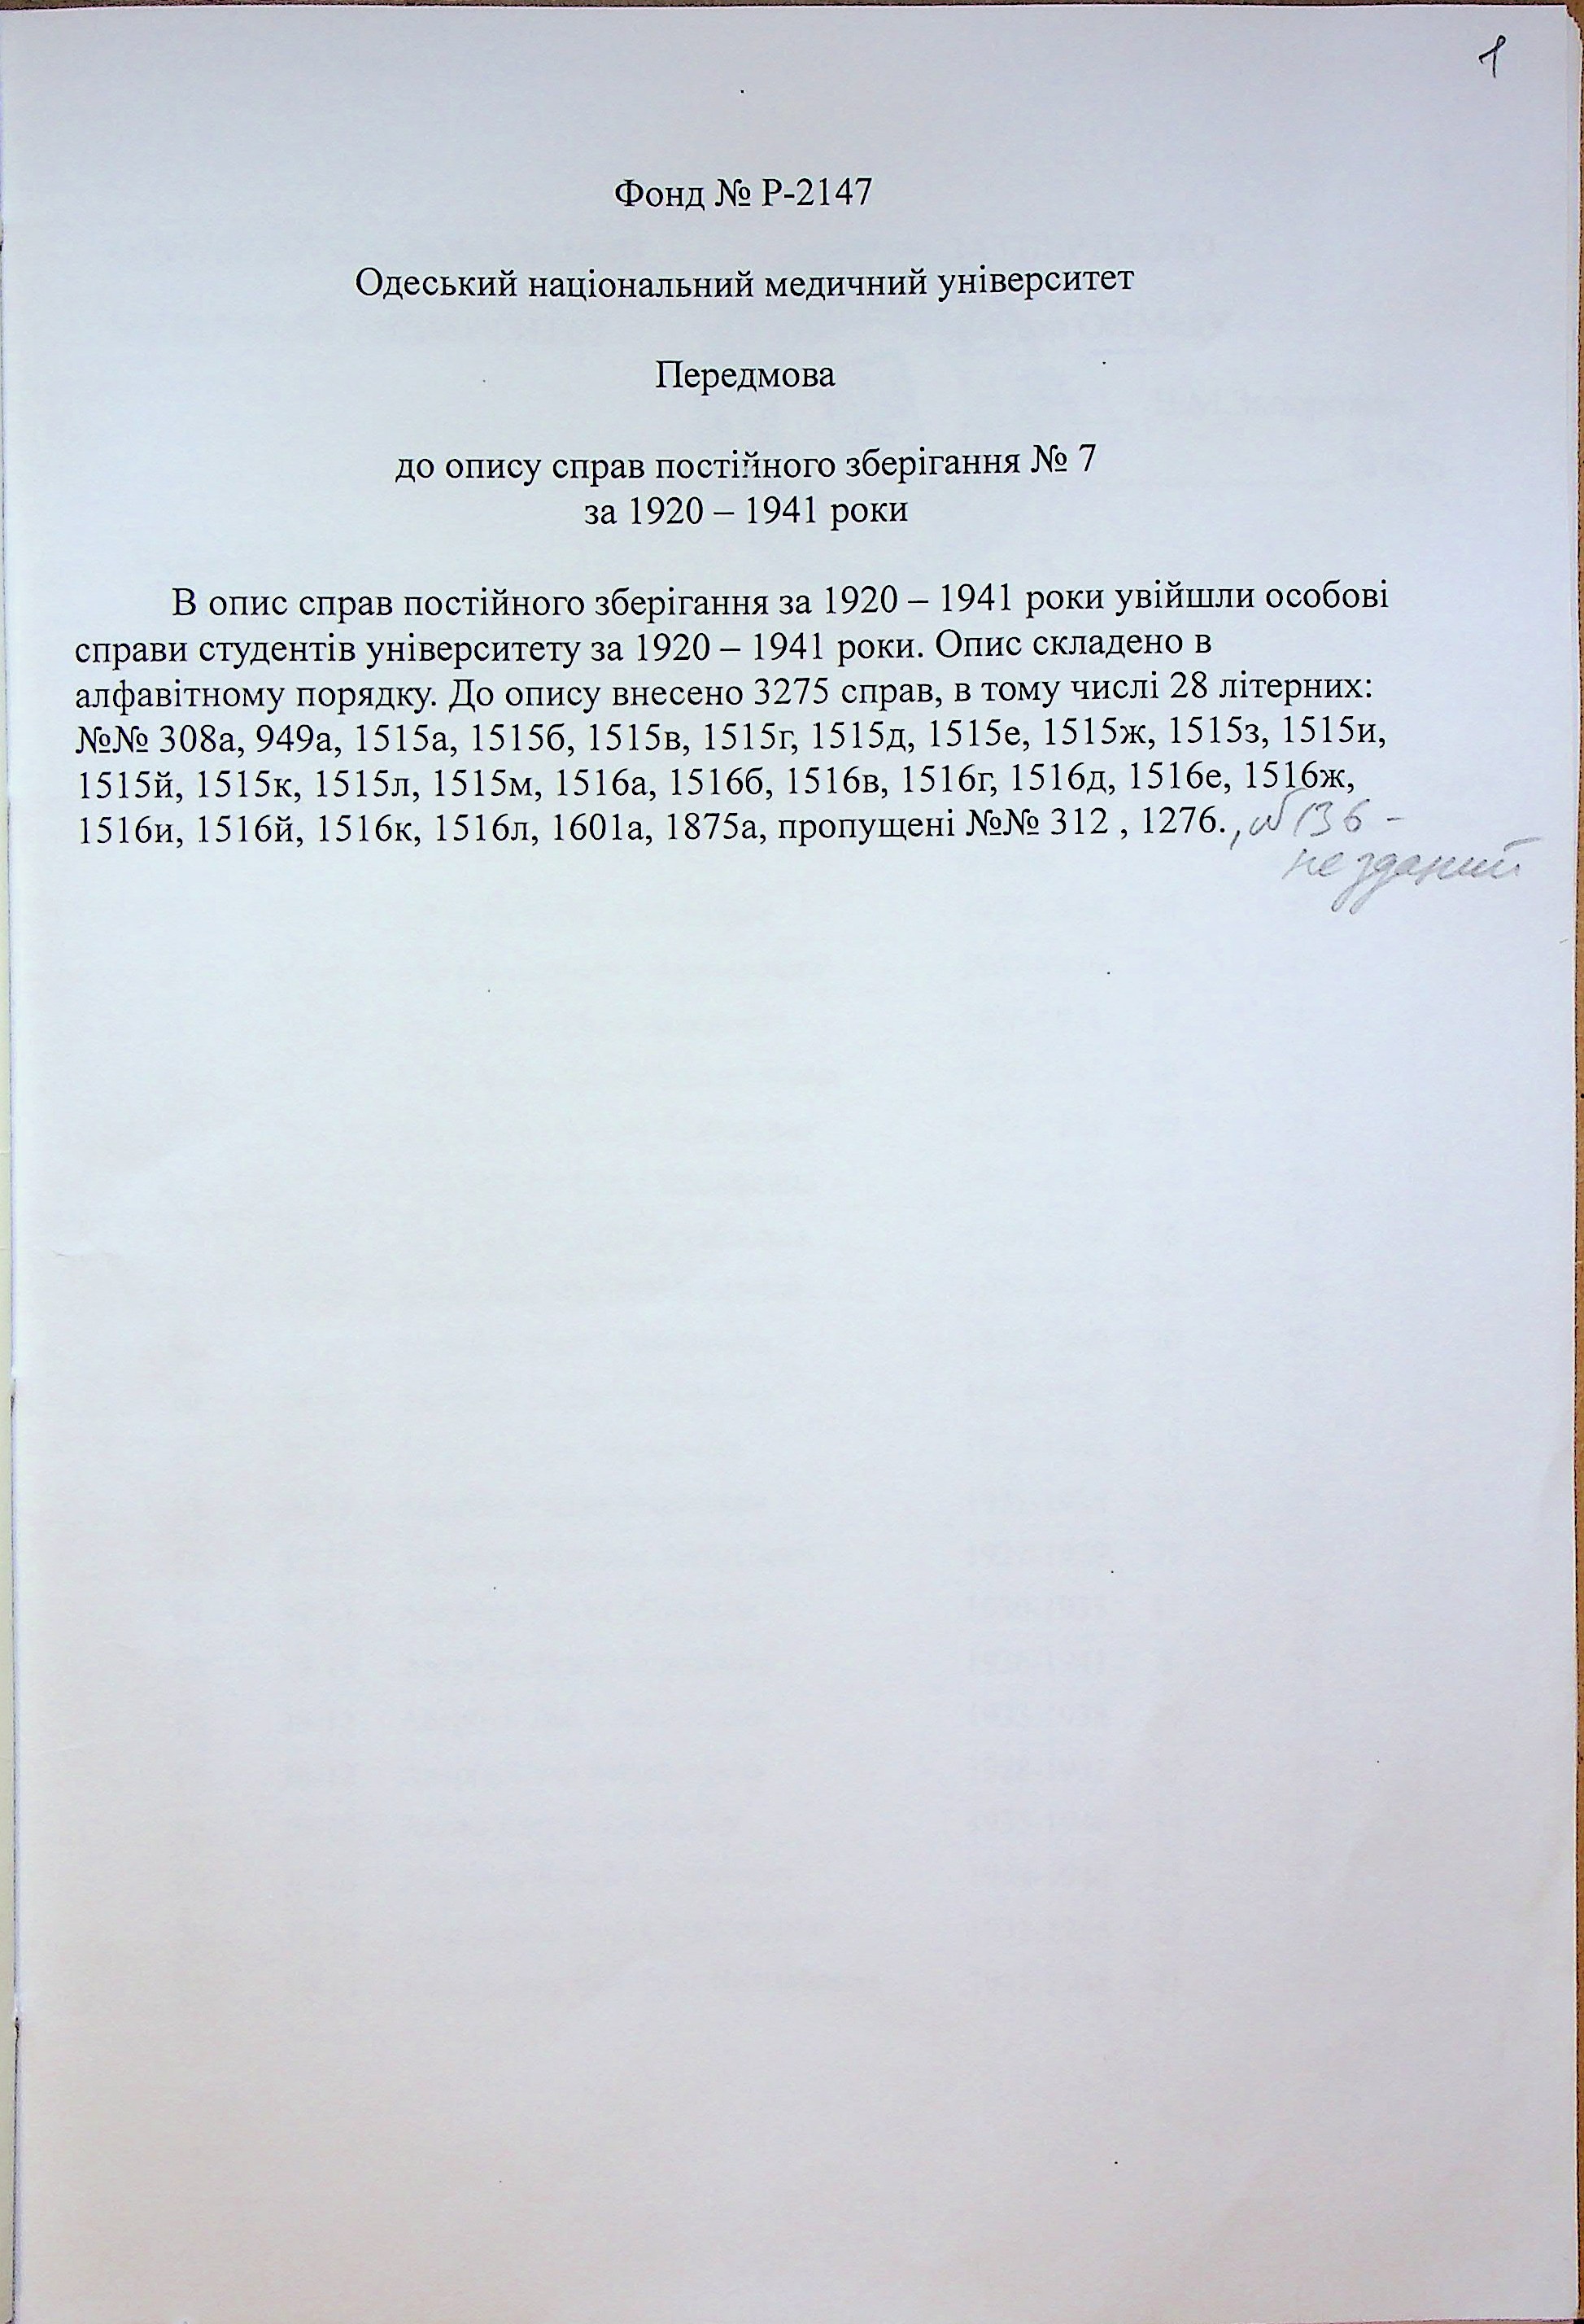 1
Фонд № Р-2147
Одеський національний медичний університет
Передмова
до опису справ постійного зберігання № 7
за 1920 – 1941 роки
В опис справ постійного зберігання за 1920 – 1941 роки увійшли особові
справи студентів університету за 1920 – 1941 роки. Опис складено в
алфавітному порядку. До опису внесено 3275 справ, в тому числі 28 літерних:
№№ 308а, 949а, 1515а, 1515б, 1515в, 1515г, 1515д, 1515е, 1515ж, 1515з, 1515и,
1515й, 1515к, 1515л, 1515м, 1516а, 1516б, 1516в, 1516г, 1516д, 1516е, 1516ж,
1516и, 1516й, 1516к, 1516л, 1601а, 1875а, пропущені №№ 312 , 1276. , №136 -
не зданий